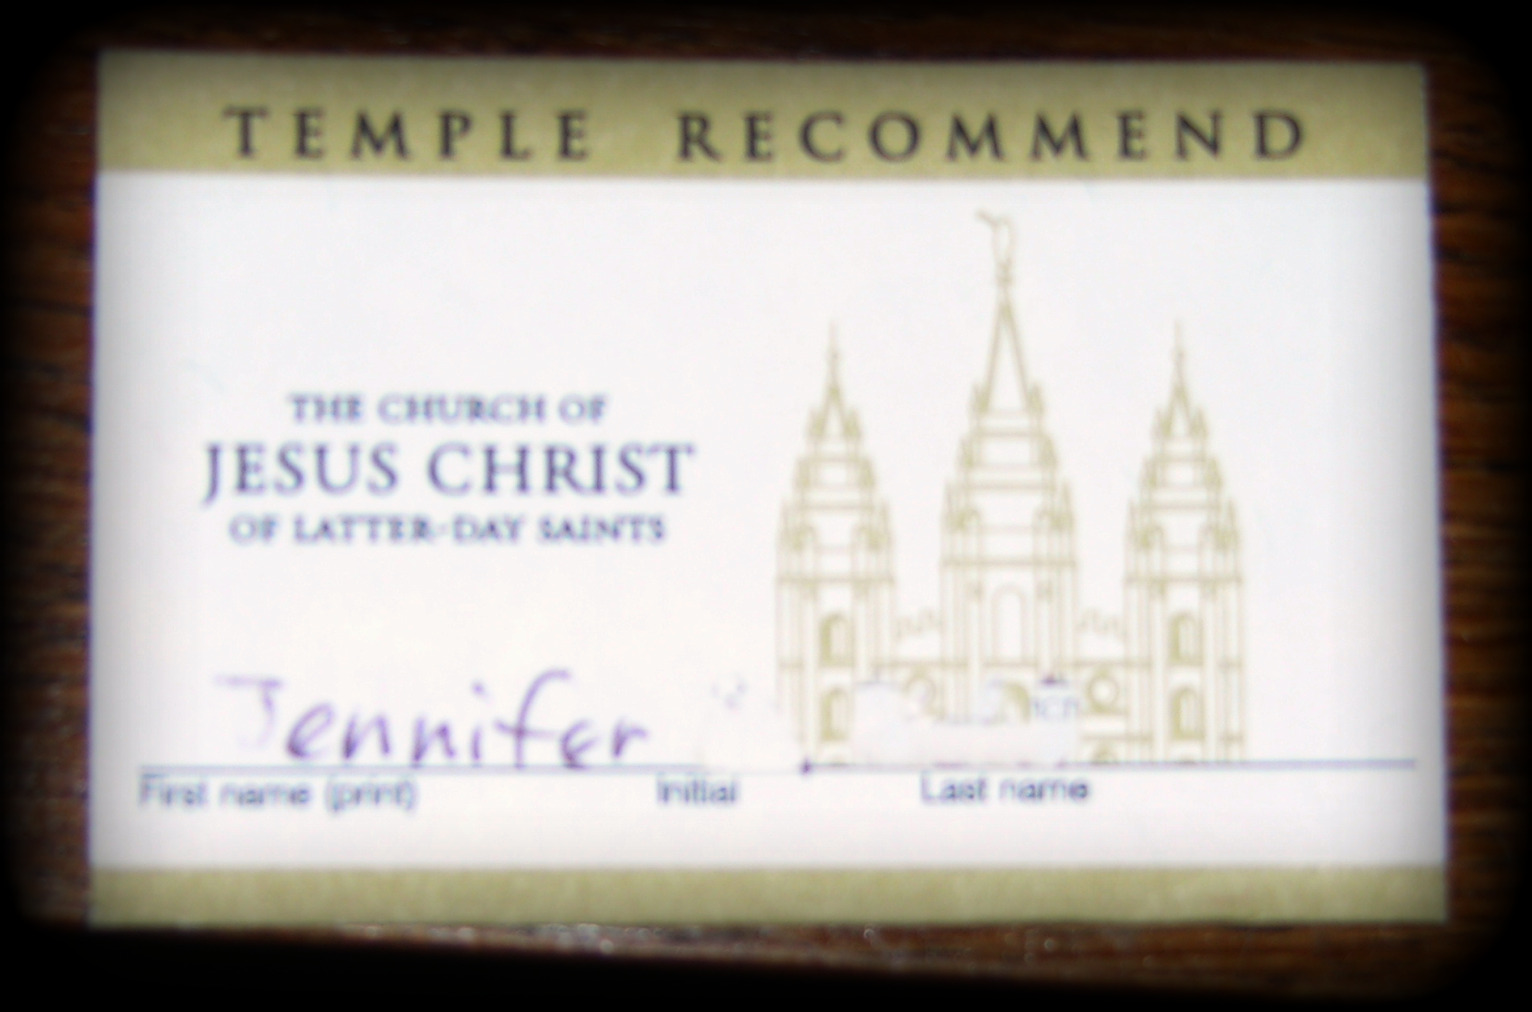 TEMPLE RECOMMEND
THE CHURCH OF
JESUS CHRIST
OF LATTER-DAY SAINTS
Jennifer
First name (print) Initial Last name